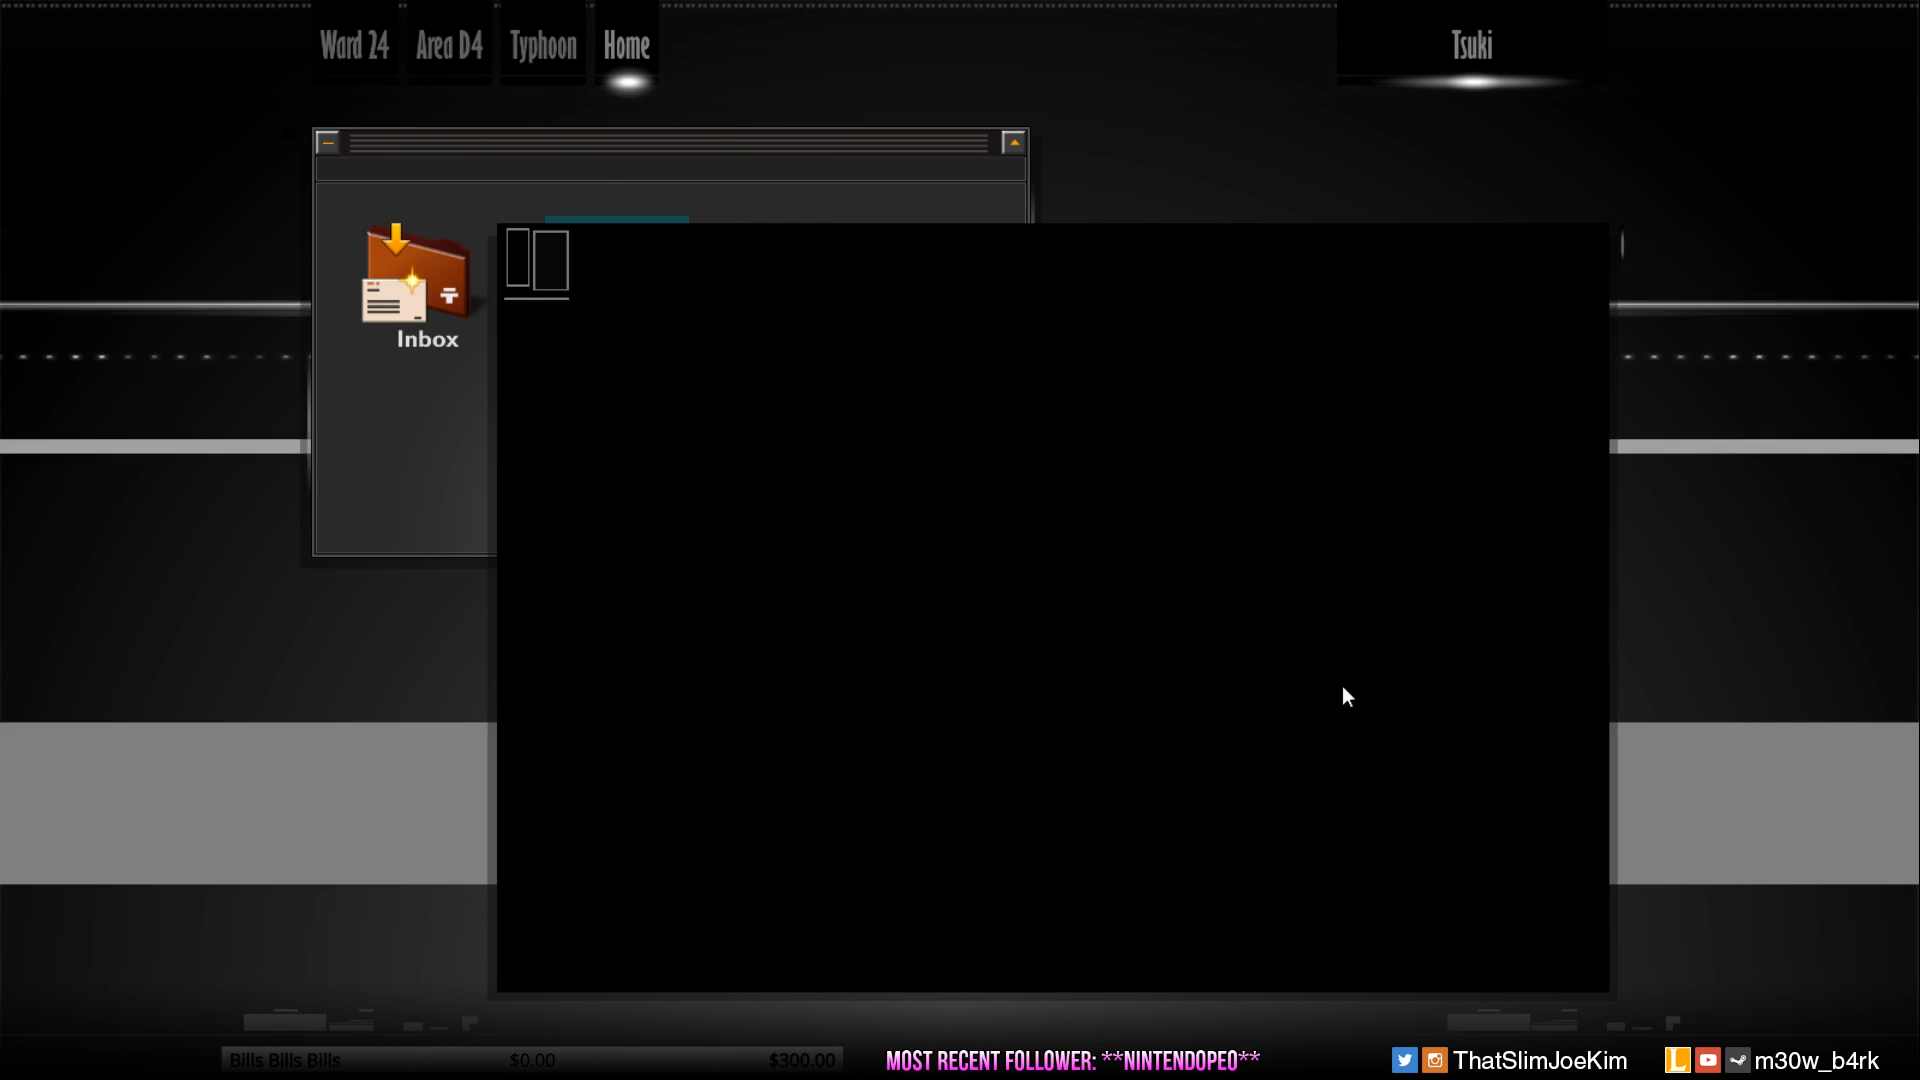 Ward 24
Area D4
Typhoon
Home
Tsuki
Inbox
Bills Bills Bills $0.00 $300.00
MOST RECENT FOLLOWER: **NINTENDOPEO**
ThatSlimJoeKim
m30w_b4rk